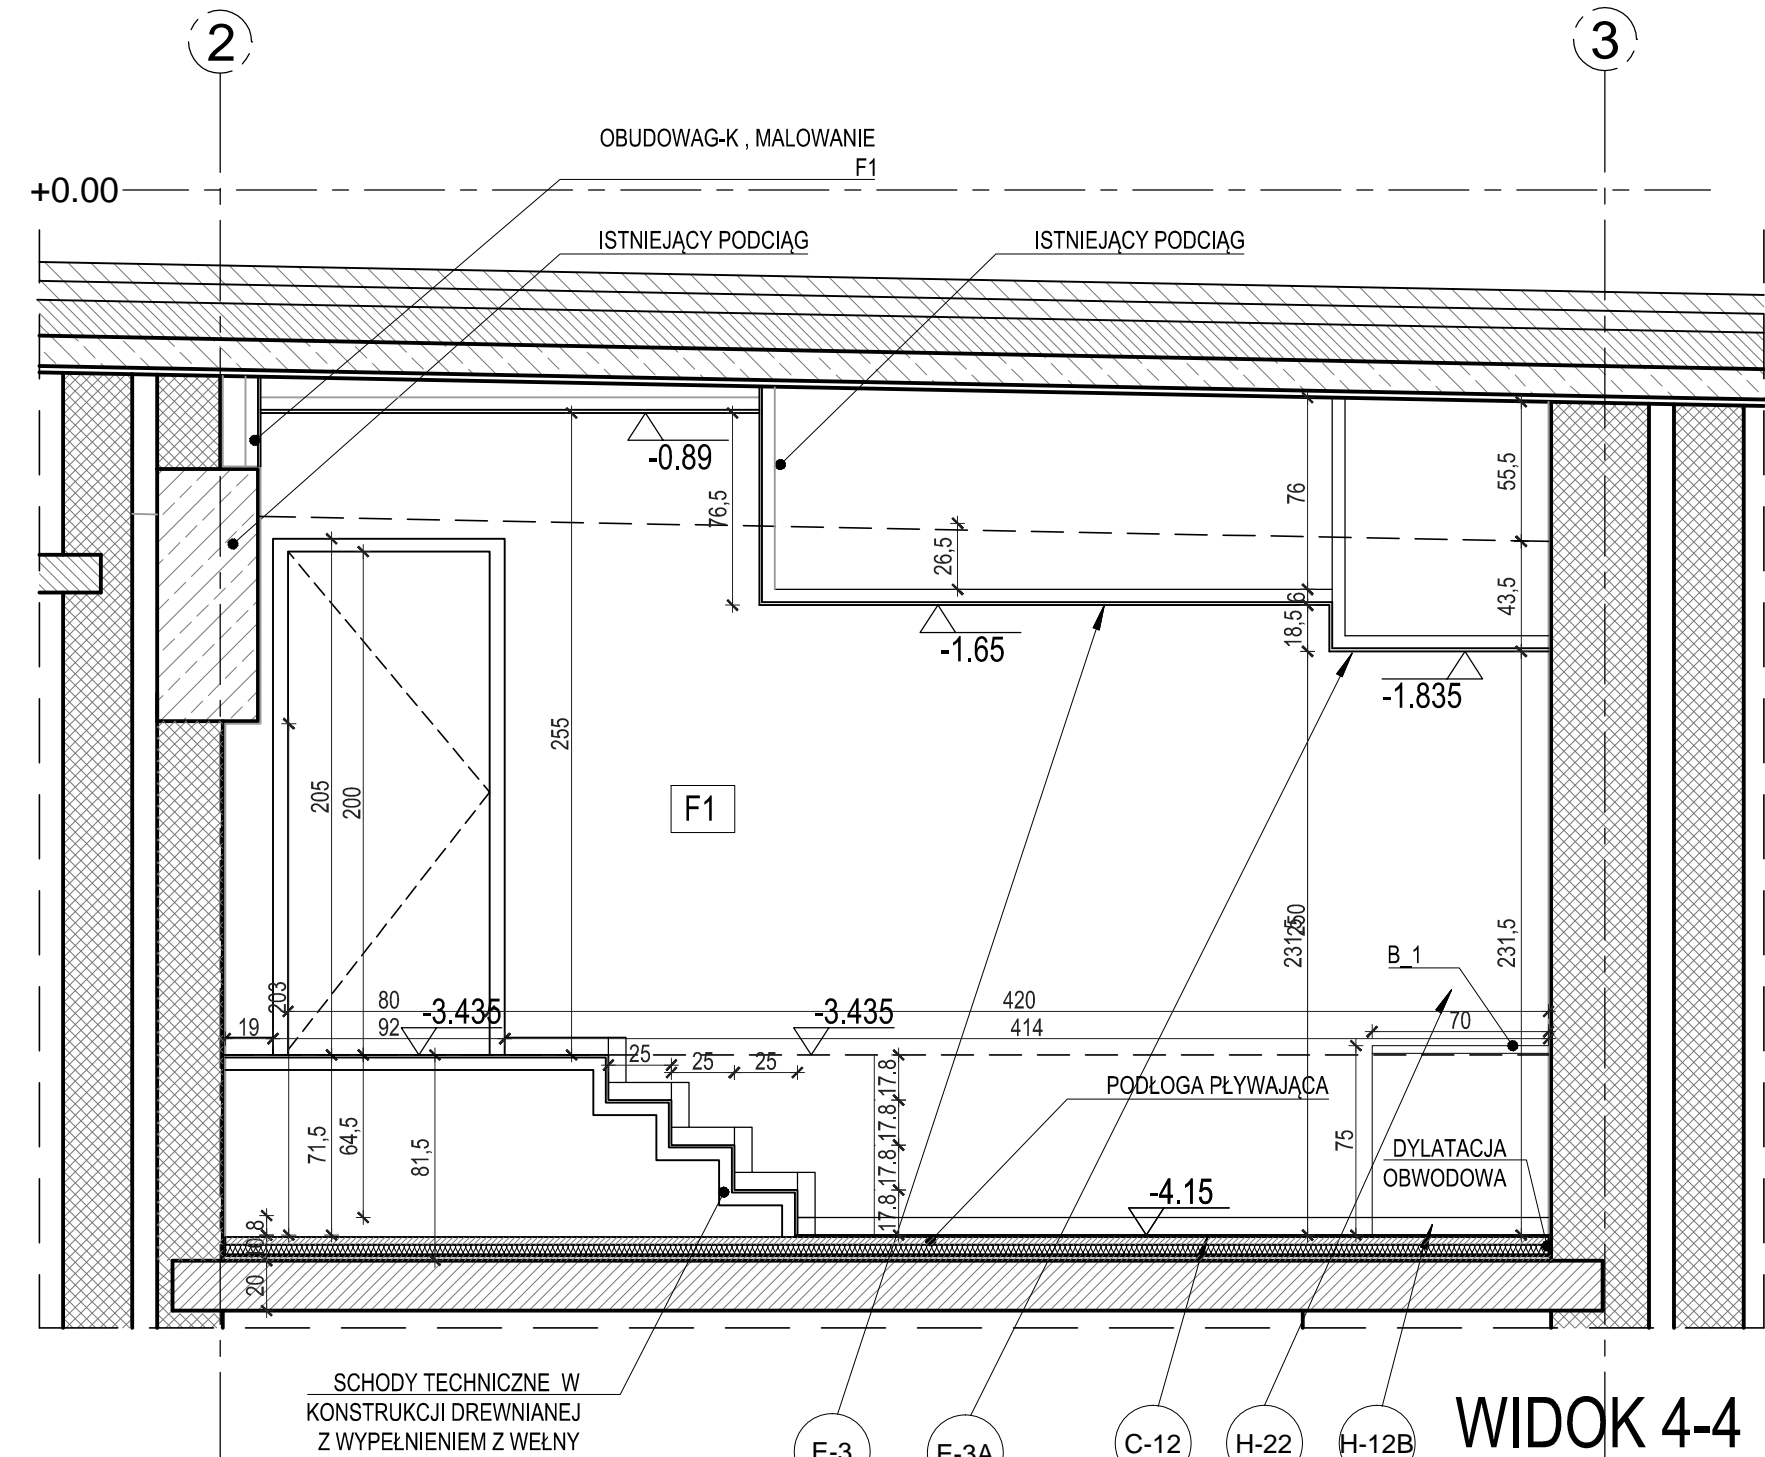 2
3
OBUDOWAG-K , MALOWANIE
F1
+0.00
ISTNIEJĄCY PODCIĄG
ISTNIEJĄCY PODCIĄG
-0.89
76,5
76
55,5
26,5
43,5
6
18,5
-1.65
-1.835
255
205
200
F1
231,5
250
231,5
B_1
203
80
-3.435
-3.435
420
19
92
414
70
25
25
25
17.8
17.8
17.8
17.8
PODŁOGA PŁYWAJĄCA
71,5
64,5
81,5
75
DYLATACJA
OBWODOWA
-4.15
8
10
20
SCHODY TECHNICZNE W
KONSTRUKCJI DREWNIANEJ
Z WYPEŁNIENIEM Z WEŁNY
E-3
E-3A
C-12
H-22
H-12B
WIDOK 4-4